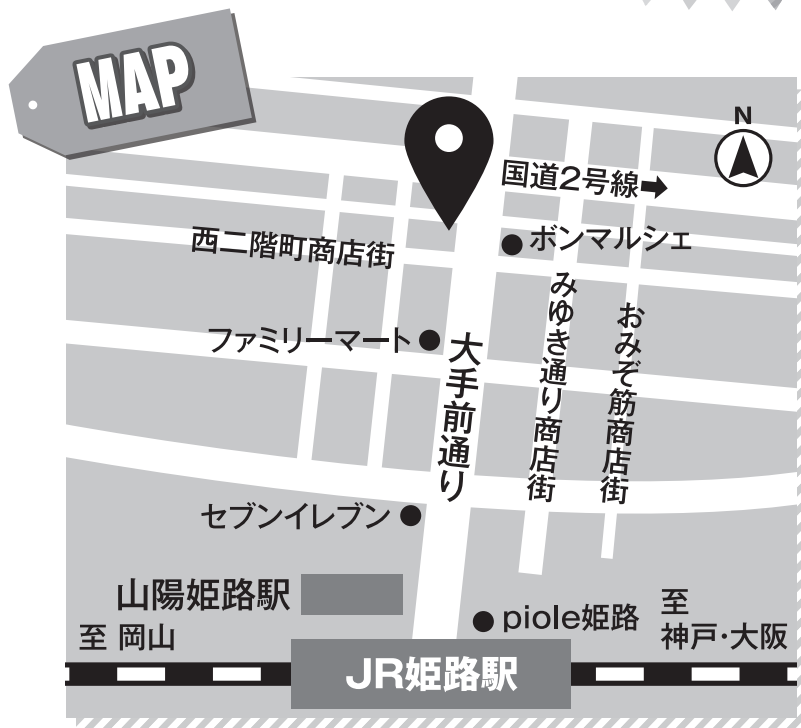 MAP
N
国道2号線➡
ボンマルシェ
西二階町商店街
みゆき通り商店街
おみぞ筋商店街
ファミリーマート
大手前通り
セブンイレブン
山陽姫路駅
至 岡山
piole姫路
至
神戸・大阪
JR姫路駅